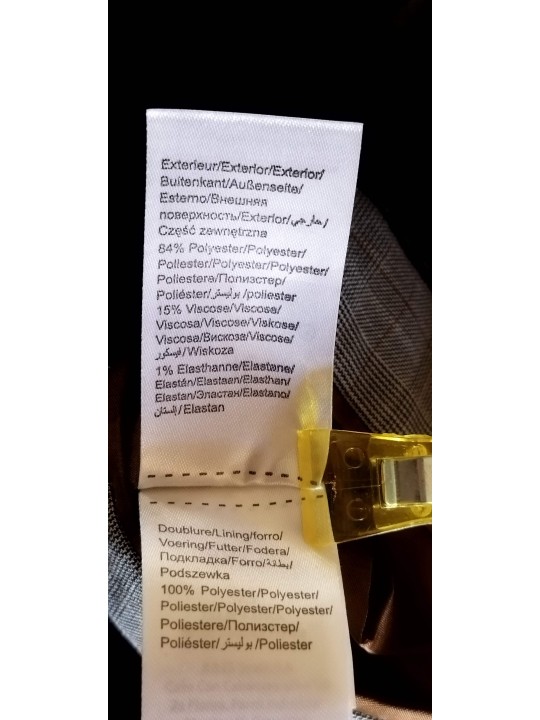 Exterieur/Exterior/Exterior/
Buitenkant/Außenseite/
Esterno/Внешняя
поверхность/Exterior/خارجي/
Część zewnętrzna
84% Polyester/Polyester/
Poliester/Polyester/Polyester/
Poliestere/Полиэстер/
Poliéster/بوليستر/poliester
15% Viscose/Viscose/
Viscosa/Viscose/Viskose/
Viscosa/Вискоза/Viscose/
فيسكوز/Wiskoza
1% Elasthanne/Elastane/
Elastán/Elastaan/Elasthan/
Elastan/Эластан/Elastano/
إلستان/Elastan
Doublure/Lining/forro/
Voering/Futter/Fodera/
Подкладка/Forro/بطانة/
Podszewka
100% Polyester/Polyester/
Poliester/Polyester/Polyester/
Poliestere/Полиэстер/
Poliéster/بوليستر/Poliester